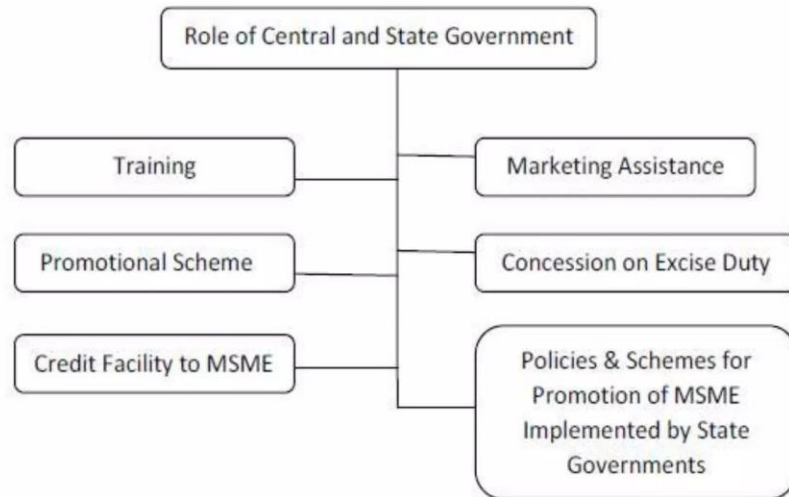 Role of Central and State Government
Training
Marketing Assistance
Promotional Scheme
Concession on Excise Duty
Credit Facility to MSME
Policies & Schemes for
Promotion of MSME
Implemented by State
Governments